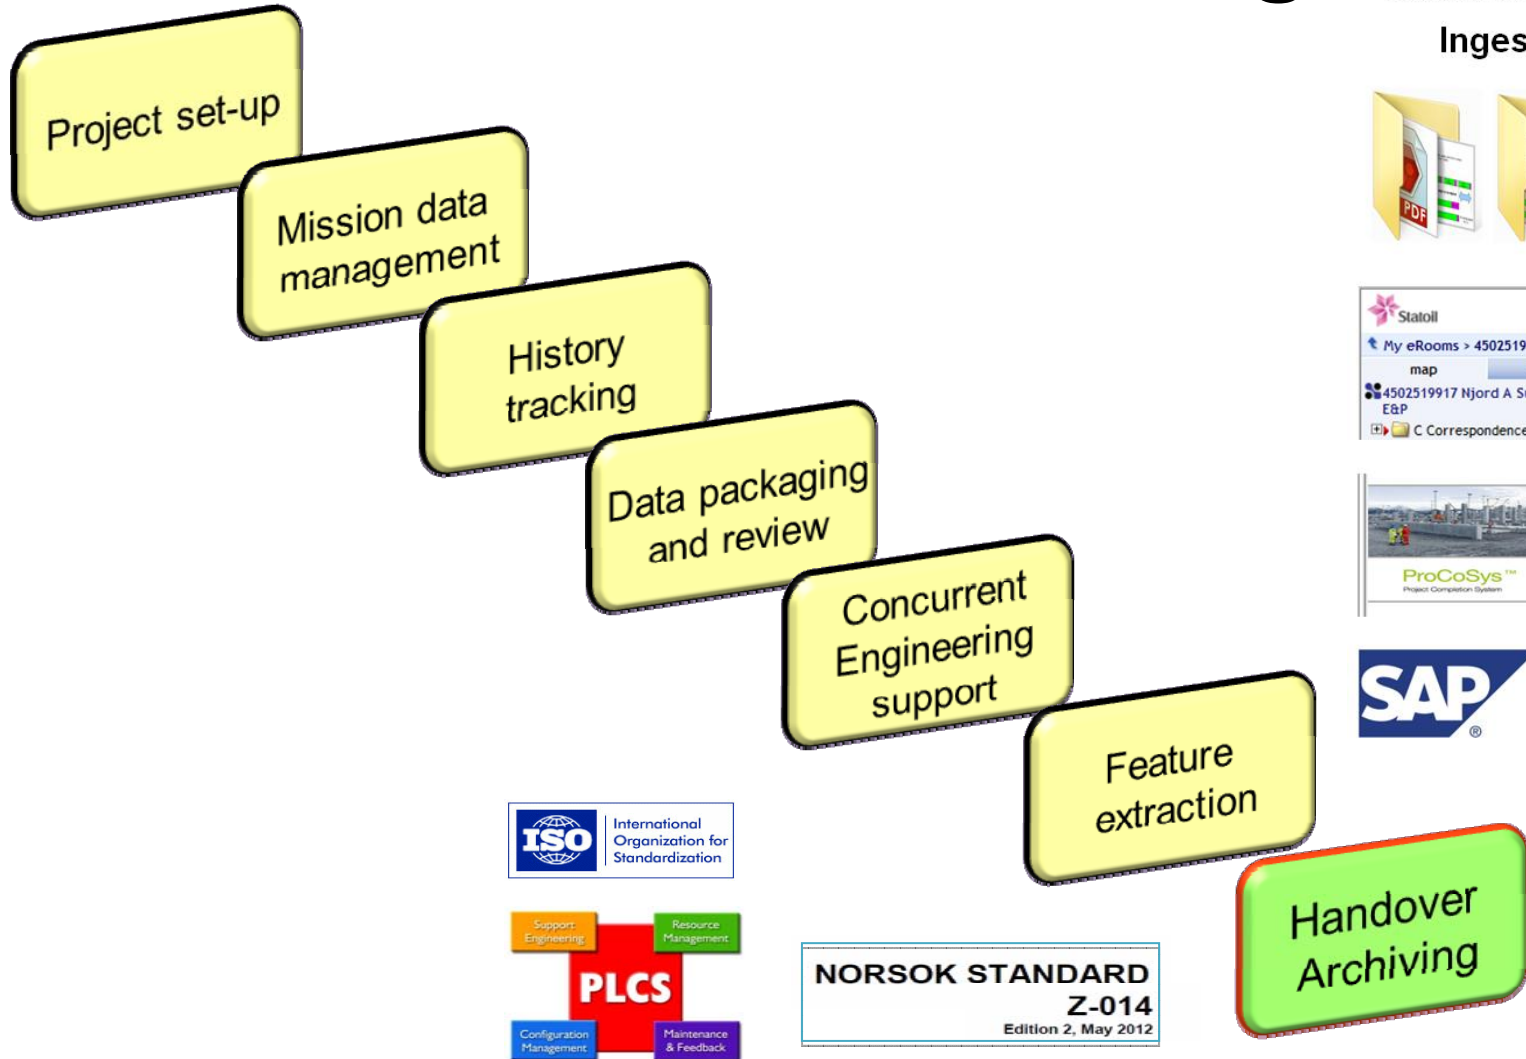 Project set-up
Mission data
management
History
tracking
Data packaging
and review
Concurrent
Engineering
support
Feature
extraction
Handover
Archiving
PDF
Statoil
My eRooms > 4502519
map
4502519917 Njord A
E&P
C Correspondence
ProCoSys™
Project Completion System
SAP
®
ISO
International
Organization for
Standardization
Support
Engineering
Resource
Management
PLCS
Configuration
Management
Maintenance
& Feedback
NORSOK STANDARD
Z-014
Edition 2, May 2012